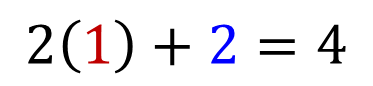 2(1) + 2 = 4